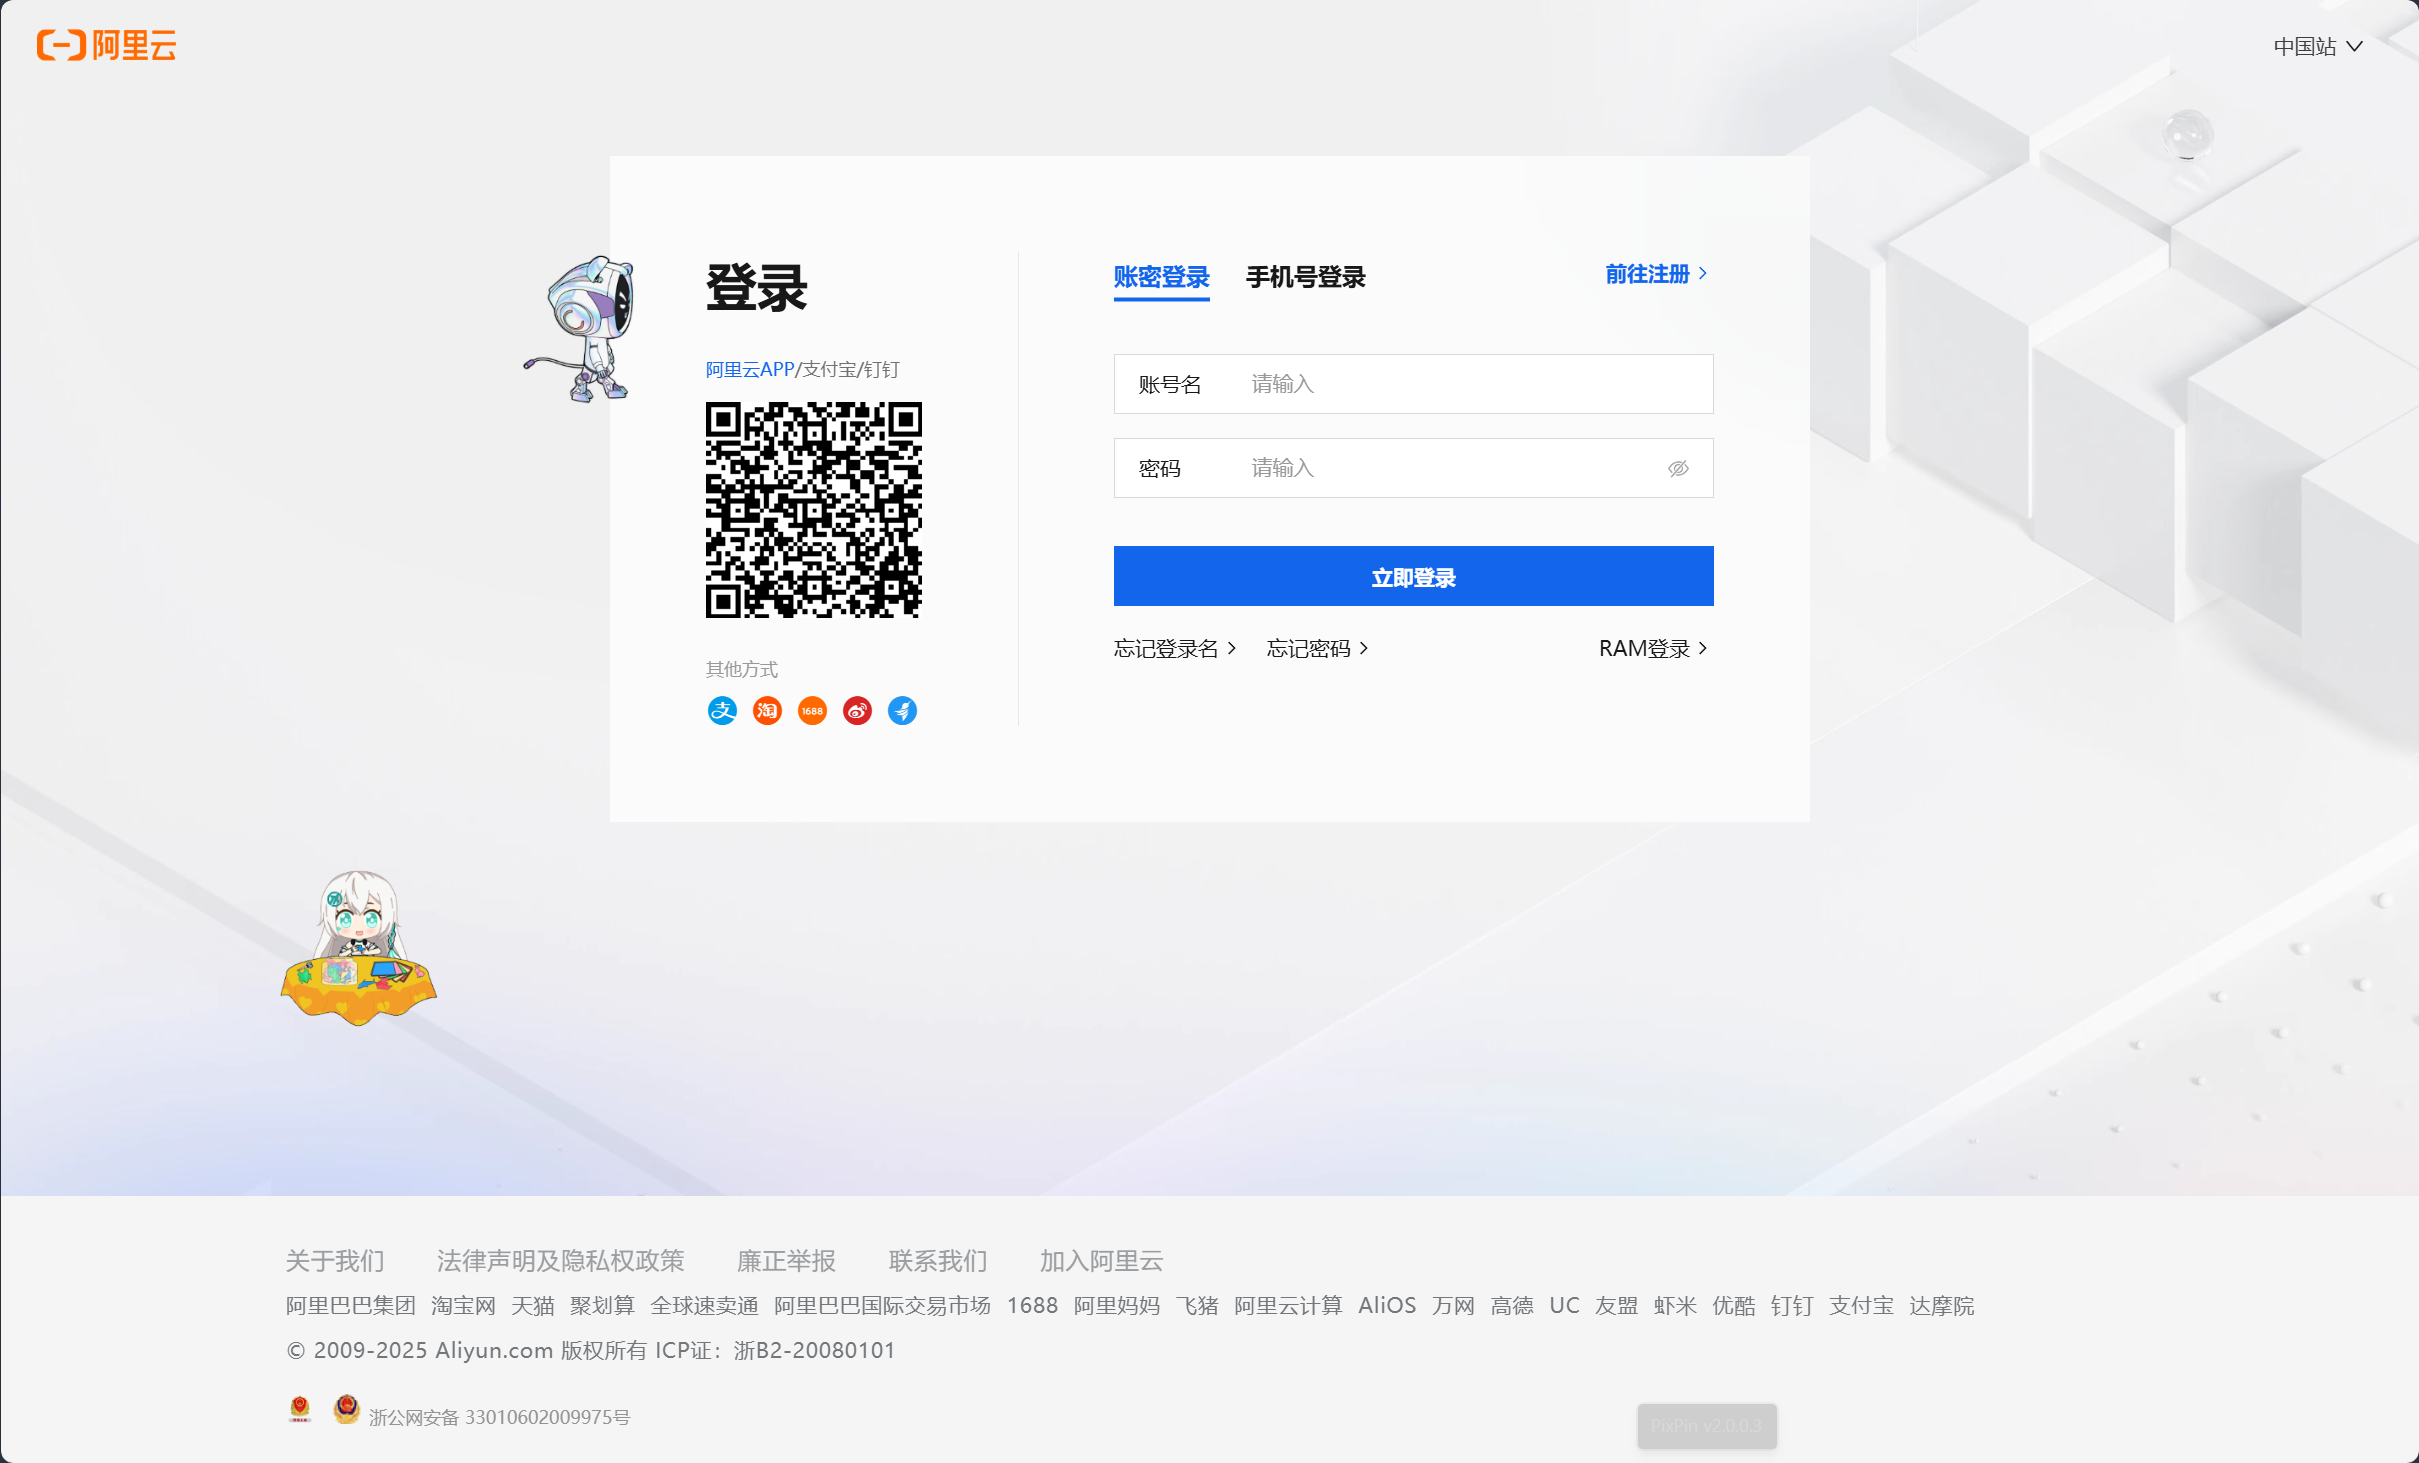 阿里云
中国站
登录
阿里云APP/支付宝/钉钉
其他方式
支 淘 1688
账密登录 手机号登录
前往注册
账号名 请输入
密码 请输入
立即登录
忘记登录名 忘记密码 RAM登录
关于我们 法律声明及隐私权政策 廉正举报 联系我们 加入阿里云
阿里巴巴集团 淘宝网 天猫 聚划算 全球速卖通 阿里巴巴国际交易市场 1688 阿里妈妈 飞猪 阿里云计算 AliOS 万网 高德 UC 友盟 虾米 优酷 钉钉 支付宝 达摩院
© 2009-2025 Aliyun.com 版权所有 ICP证：浙B2-20080101
浙公网安备 33010602009975号
PixPin v2.0.0.3